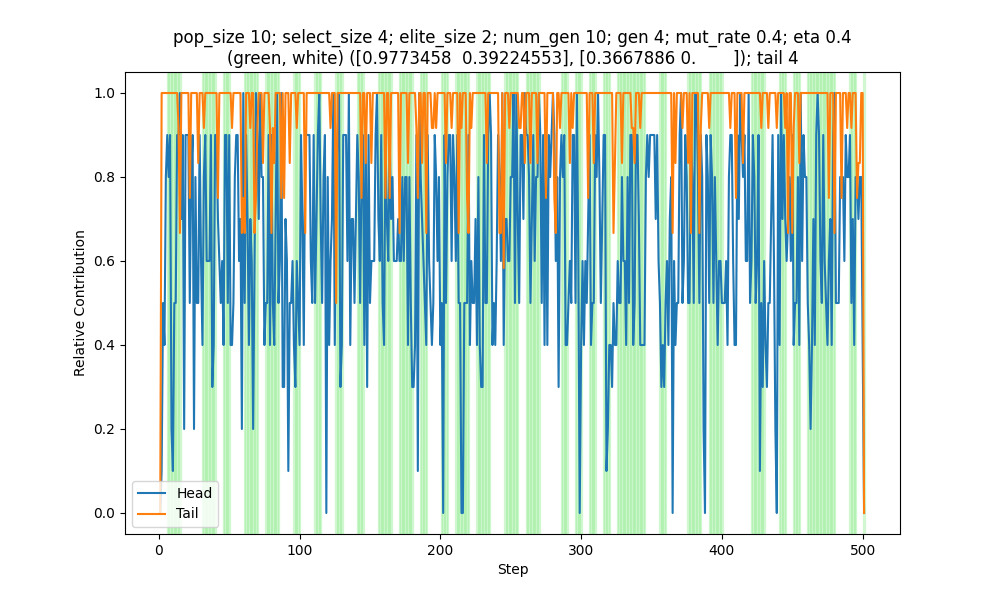 pop_size 10; select_size 4; elite_size 2; num_gen 10; gen 4; mut_rate 0.4; eta 0.4
(green, white) ([0.9773458  0.39224553], [0.3667886 0.        ]); tail 4
1.0
0.8
0.6
0.4
0.2
0.0
Relative Contribution
Head
Tail
0
100
200
300
400
500
Step